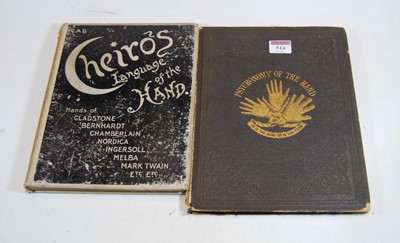 Cheiro's
Language
of the
HAND.
Hands of
GLADSTONE
BERNHARDT
CHAMBERLAIN
NORDICA
INGERSOLL
MELBA
MARK TWAIN
ETC. ETC.
514
PSYCHONOMY OF THE HAND